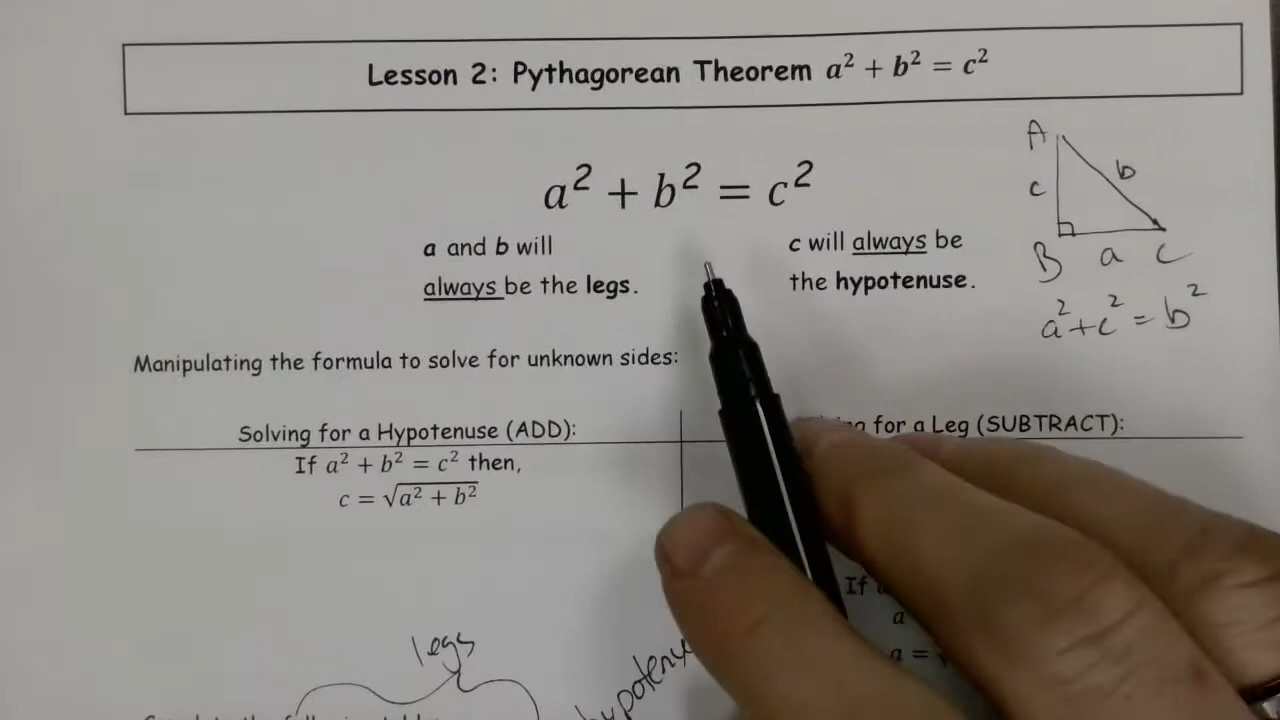 Lesson 2: Pythagorean Theorem a² + b² = c²
a² + b² = c²
a and b will
always be the legs.
c will always be
the hypotenuse.
A
c
b
B
a
C
a² + c² = b²
Manipulating the formula to solve for unknown sides:
Solving for a Hypotenuse (ADD):
If a² + b² = c² then,
c = √a² + b²
for a Leg (SUBTRACT):
If
a
a =
legs